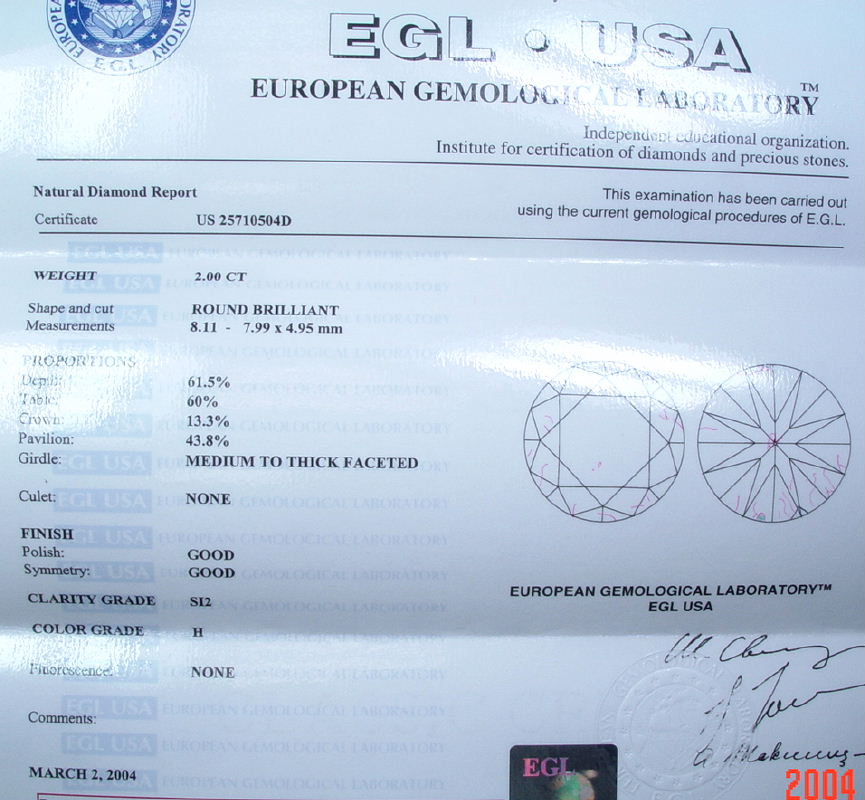 EUROPEAN LABORATORY
E.G.L.
EGL • USA
EUROPEAN GEMOLOGICAL LABORATORY™
Independent educational organization.
Institute for certification of diamonds and precious stones.
Natural Diamond Report
This examination has been carried out
using the current gemological procedures of E.G.L.
Certificate US 25710504D
WEIGHT 2.00 CT
Shape and cut ROUND BRILLIANT
Measurements 8.11 - 7.99 x 4.95 mm
PROPORTIONS
Depth: 61.5%
Table: 60%
Crown: 13.3%
Pavilion: 43.8%
Girdle: MEDIUM TO THICK FACETED
Culet: NONE
FINISH
Polish: GOOD
Symmetry: GOOD
CLARITY GRADE SI2
COLOR GRADE H
Fluorescence: NONE
Comments:
MARCH 2, 2004
EUROPEAN GEMOLOGICAL LABORATORY™
EGL USA
EGL
2004